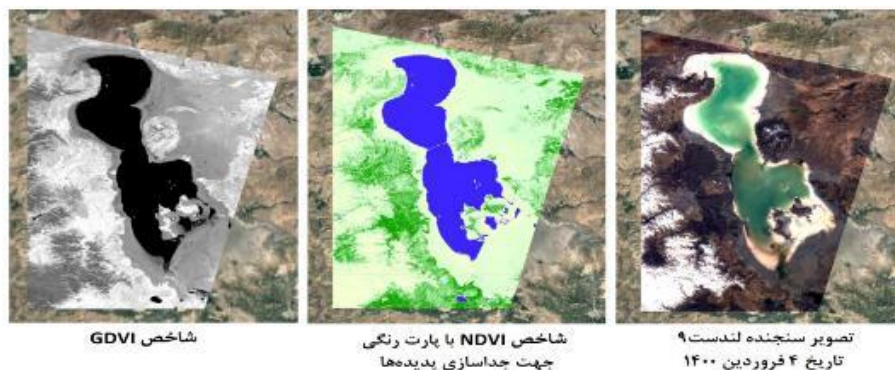 تصویر سنجنده لندست۹
تاریخ ۴ فروردین ۱۴۰۰
شاخص NDVI با پارت رنگی
جهت جداسازی پدیده‌ها
شاخص GDVI